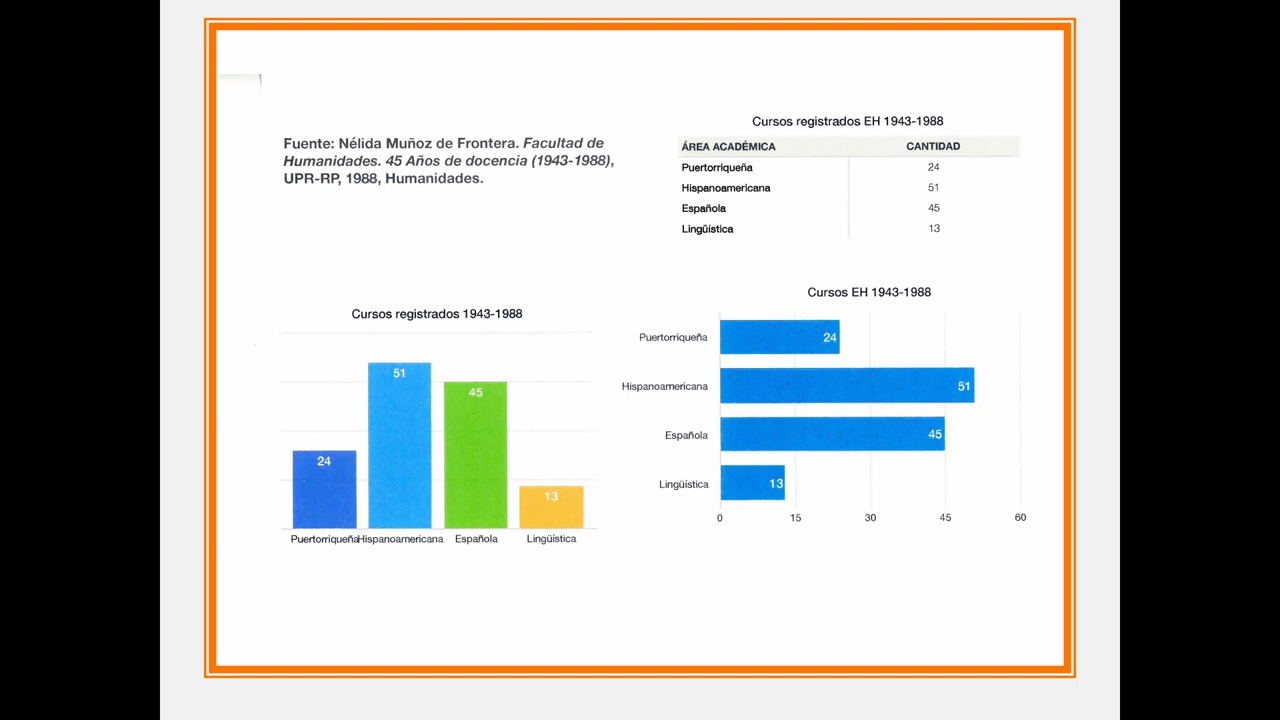 Fuente: Nélida Muñoz de Frontera. Facultad de
Humanidades. 45 Años de docencia (1943-1988),
UPR-RP, 1988, Humanidades.
Cursos registrados EH 1943-1988
ÁREA ACADÉMICA CANTIDAD
Puertorriqueña 24
Hispanoamericana 51
Española 45
Lingüística 13
Cursos registrados 1943-1988
24
51
45
13
Puertorriqueña Hispanoamericana Española Lingüística
Cursos EH 1943-1988
Puertorriqueña 24
Hispanoamericana 51
Española 45
Lingüística 13
0 15 30 45 60